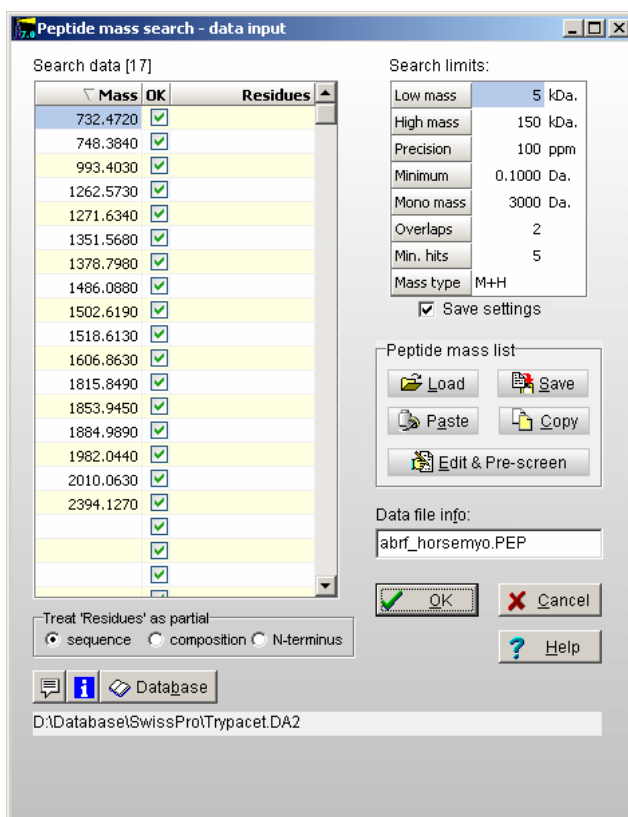 7.0 Peptide mass search - data input
Search data [17]
Mass OK Residues
732.4720
748.3840
993.4030
1262.5730
1271.6340
1351.5680
1378.7980
1486.0880
1502.6190
1518.6130
1606.8630
1815.8490
1853.9450
1884.9890
1982.0440
2010.0630
2394.1270
Treat 'Residues' as partial
sequence composition N-terminus
i Database
D:\Database\SwissPro\Trypacet.DA2
Search limits:
Low mass 5 kDa.
High mass 150 kDa.
Precision 100 ppm
Minimum 0.1000 Da.
Mono mass 3000 Da.
Overlaps 2
Min. hits 5
Mass type M+H
Save settings
Peptide mass list
Load Save
Paste Copy
Edit & Pre-screen
Data file info:
abrf_horsemyo.PEP
OK Cancel
? Help